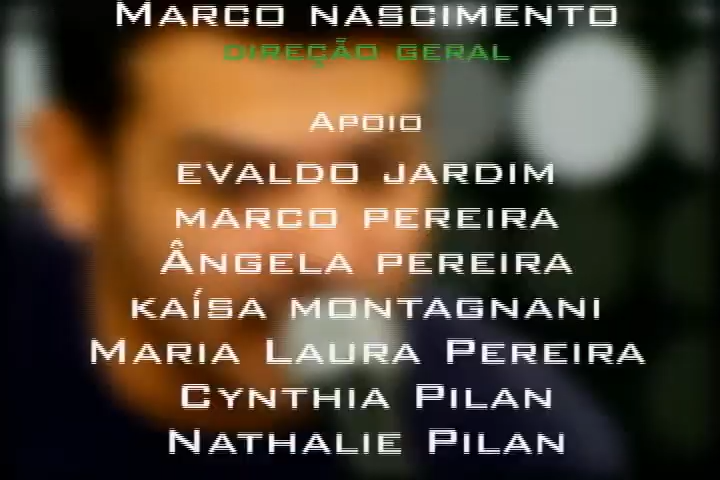 MARCO NASCIMENTO
DIREÇÃO GERAL
APOIO
EVALDO JARDIM
MARCO PEREIRA
ÂNGELA PEREIRA
KAÍSA MONTAGNANI
MARIA LAURA PEREIRA
CYNTHIA PILAN
NATHALIE PILAN